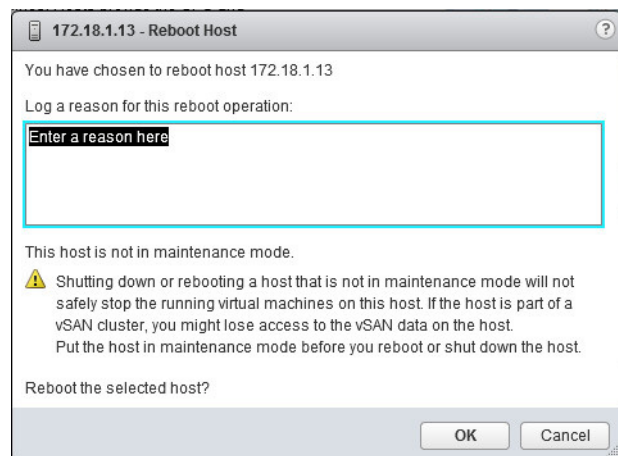 172.18.1.13 - Reboot Host
?
You have chosen to reboot host 172.18.1.13
Log a reason for this reboot operation:
Enter a reason here
This host is not in maintenance mode.
Shutting down or rebooting a host that is not in maintenance mode will not
safely stop the running virtual machines on this host. If the host is part of a
vSAN cluster, you might lose access to the vSAN data on the host.
Put the host in maintenance mode before you reboot or shut down the host.
Reboot the selected host?
OK
Cancel